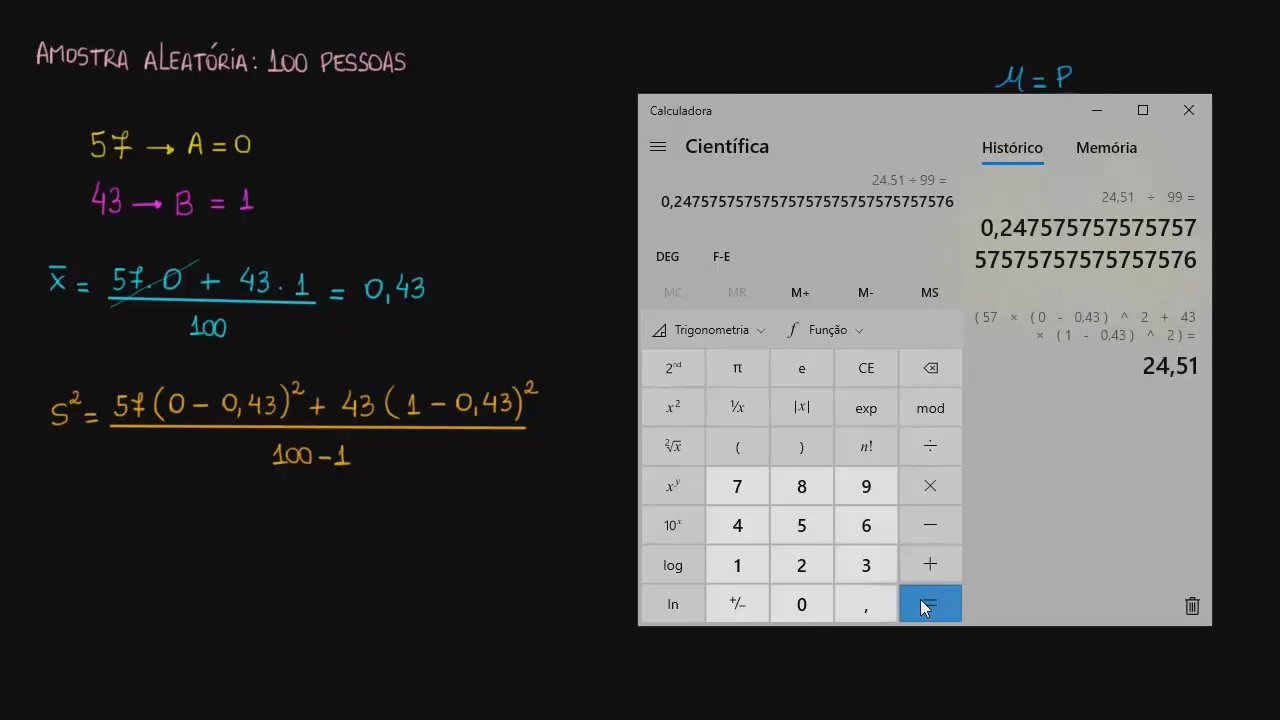 AMOSTRA ALEATÓRIA: 100 PESSOAS
μ = P
57 → A = 0
43 → B = 1
x̄ = 57.0 + 43.1 = 0,43
100
S² = 57(0 - 0,43)² + 43(1 - 0,43)²
100 - 1
Calculadora
Científica
24,51 ÷ 99 =
0,24757575757575757575757575757576
DEG F-E
MC MR M+ M- MS
Trigonometria f Função
2ⁿᵈ π e CE
x² ¹/x |x| exp mod
²√x ( ) n! ÷
xʸ 7 8 9 ×
10ˣ 4 5 6 −
log 1 2 3 +
ln +/− 0 , =
Histórico Memória
24,51 ÷ 99 =
0,247575757575757
57575757575757576
( 57 × ( 0 - 0,43 ) ^ 2 + 43
× ( 1 - 0,43 ) ^ 2 ) =
24,51